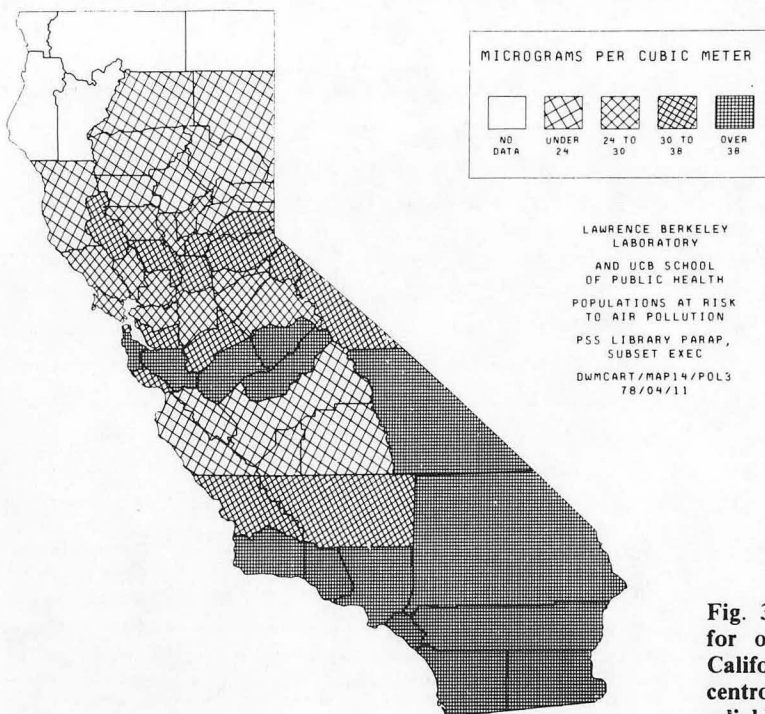 MICROGRAMS PER CUBIC METER
NO DATA
UNDER 24
24 TO 30
30 TO 38
OVER 38
LAWRENCE BERKELEY
LABORATORY
AND UCB SCHOOL
OF PUBLIC HEALTH
POPULATIONS AT RISK
TO AIR POLLUTION
PSS LIBRARY PARAP,
SUBSET EXEC
DWMCART/MAP14/POL3
78/04/11
Fig. 3
for o
Califo
centro